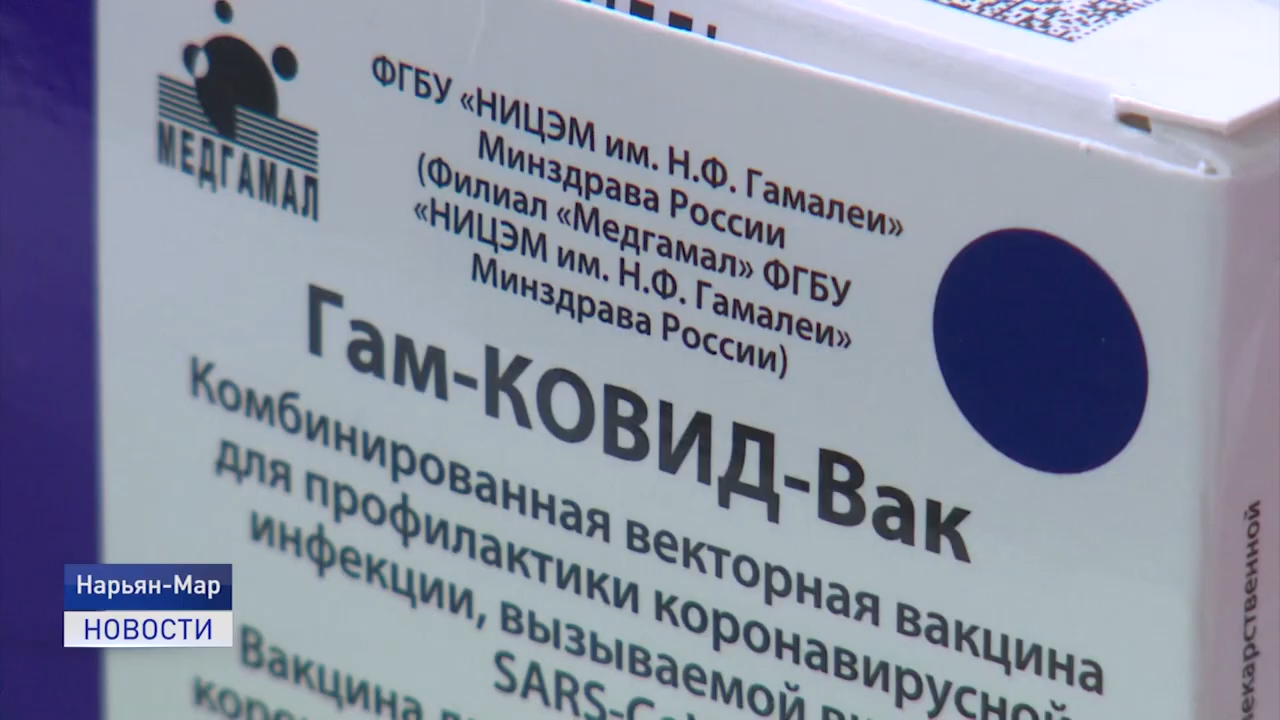 МЕДГАМАЛ
ФГБУ «НИЦЭМ им. Н.Ф. Гамалеи»
Минздрава России
(Филиал «Медгамал» ФГБУ
«НИЦЭМ им. Н.Ф. Гамалеи»
Минздрава России)
Гам-КОВИД-Вак
Комбинированная векторная вакцина
для профилактики коронавирусной
инфекции, вызываемой
Вакцина
Нарьян-Мар
НОВОСТИ